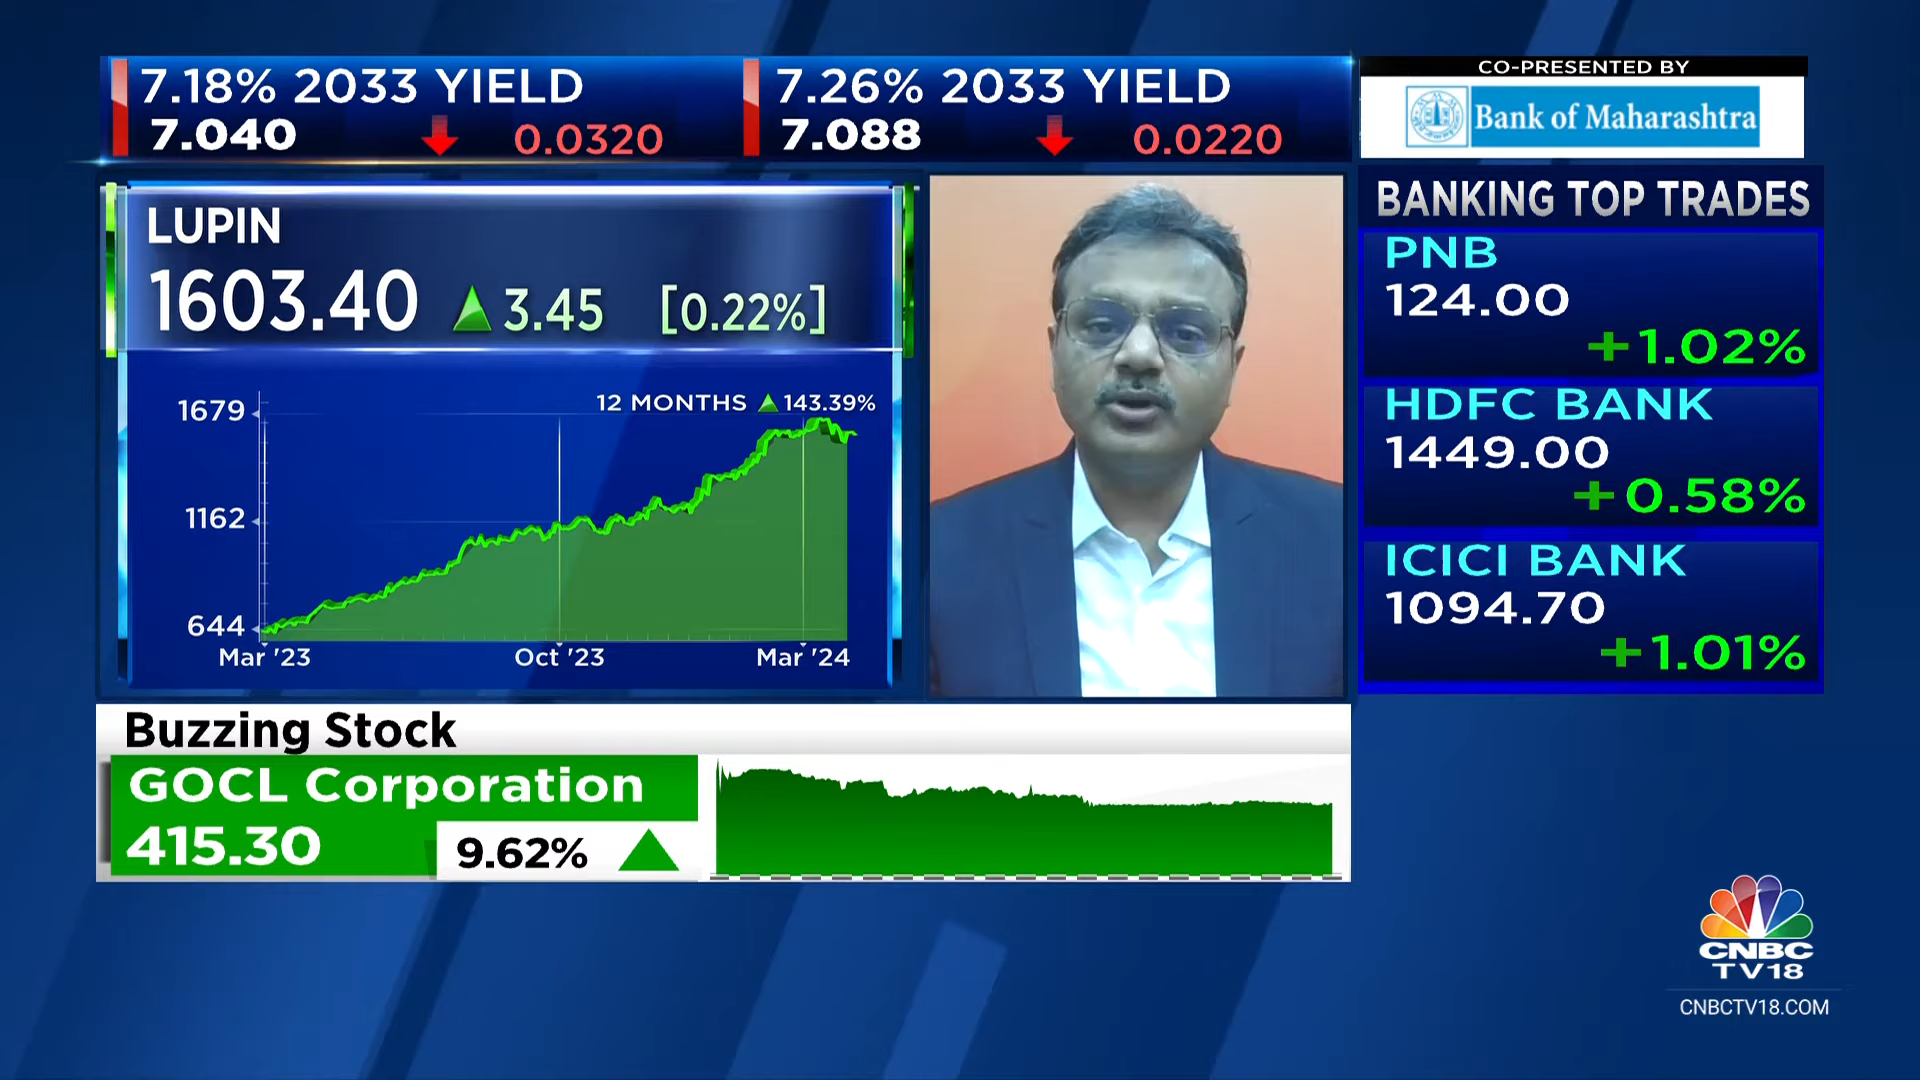 7.18% 2033 YIELD
7.040 0.0320
7.26% 2033 YIELD
7.088 0.0220
CO-PRESENTED BY
Bank of Maharashtra
LUPIN
1603.40 3.45 [0.22%]
12 MONTHS 143.39%
1679
1162
644
Mar '23 Oct '23 Mar '24
BANKING TOP TRADES
PNB
124.00
+1.02%
HDFC BANK
1449.00
+0.58%
ICICI BANK
1094.70
+1.01%
Buzzing Stock
GOCL Corporation
415.30 9.62%
CNBC
TV18
CNBCTV18.COM